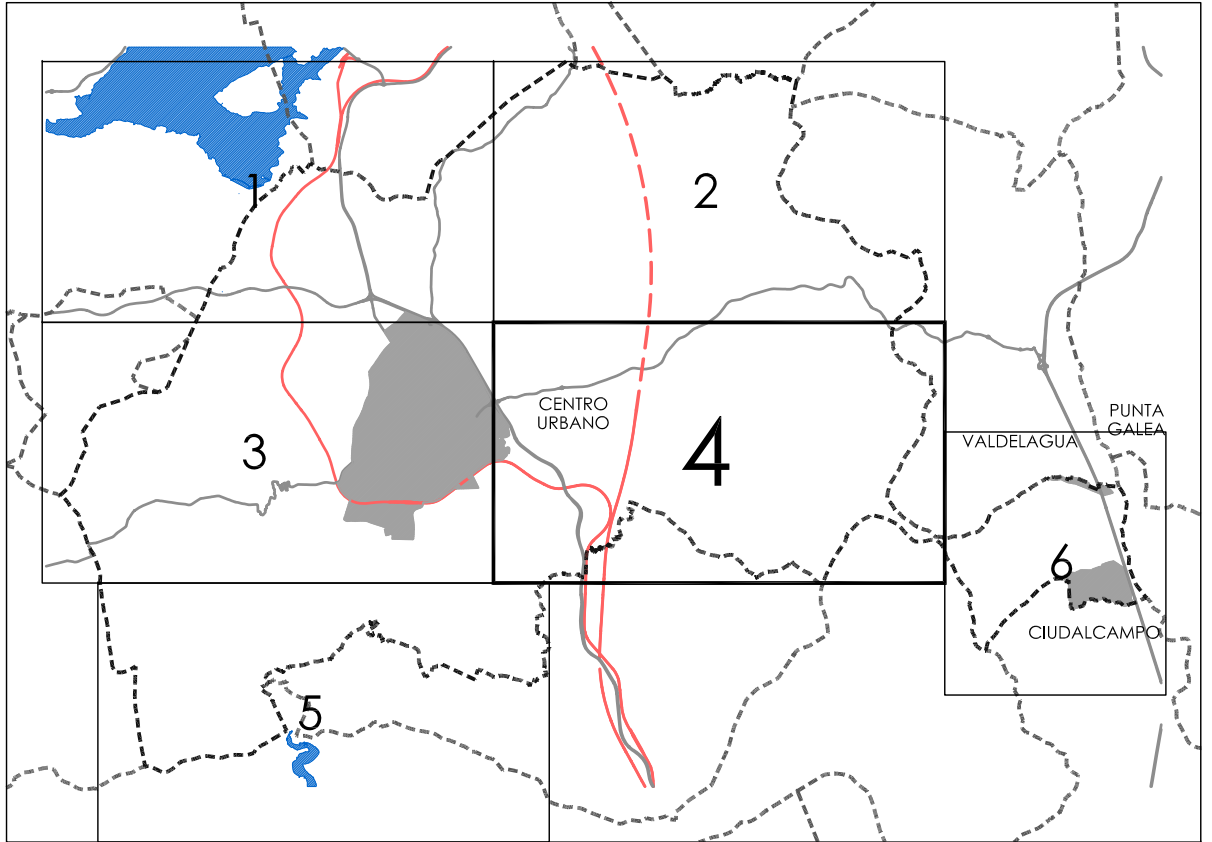 1
2
CENTRO
URBANO
3
4
PUNTA
GALEA
VALDELAGUA
6
CIUDALCAMPO
5